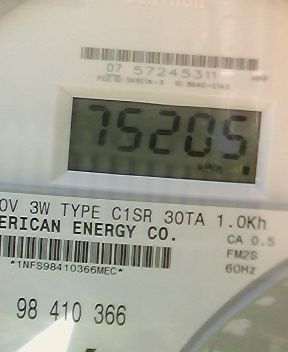 CENTRON
07 57245311
75205
kWh
0V 3W TYPE C1SR 30TA 1.0Kh
ERICAN ENERGY CO.
CA 0.5
FM2S
*1NFS98410366MEC*
60Hz
98 410 366